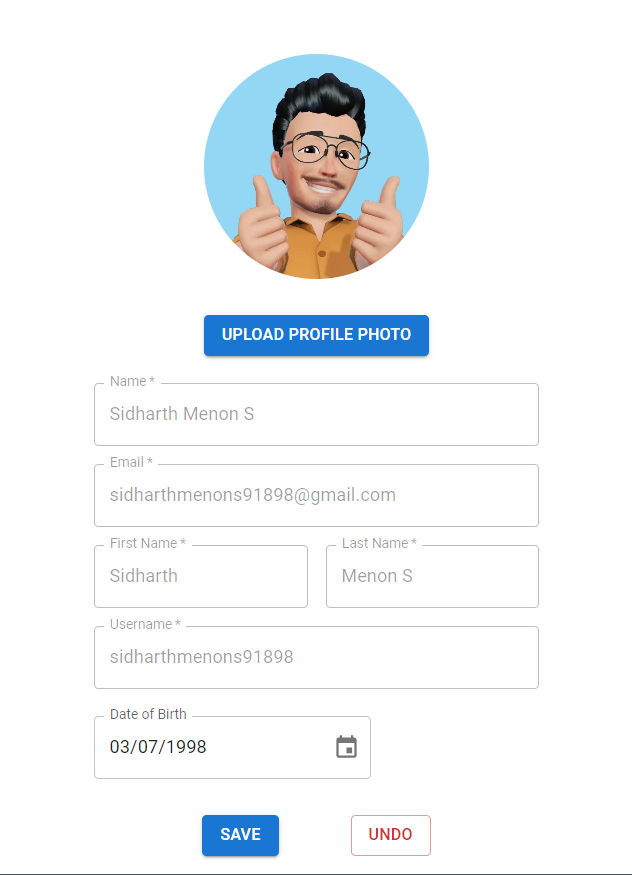 UPLOAD PROFILE PHOTO
Name *
Sidharth Menon S
Email *
sidharthmenons91898@gmail.com
First Name *
Last Name *
Sidharth
Menon S
Username *
sidharthmenons91898
Date of Birth
03/07/1998
SAVE
UNDO